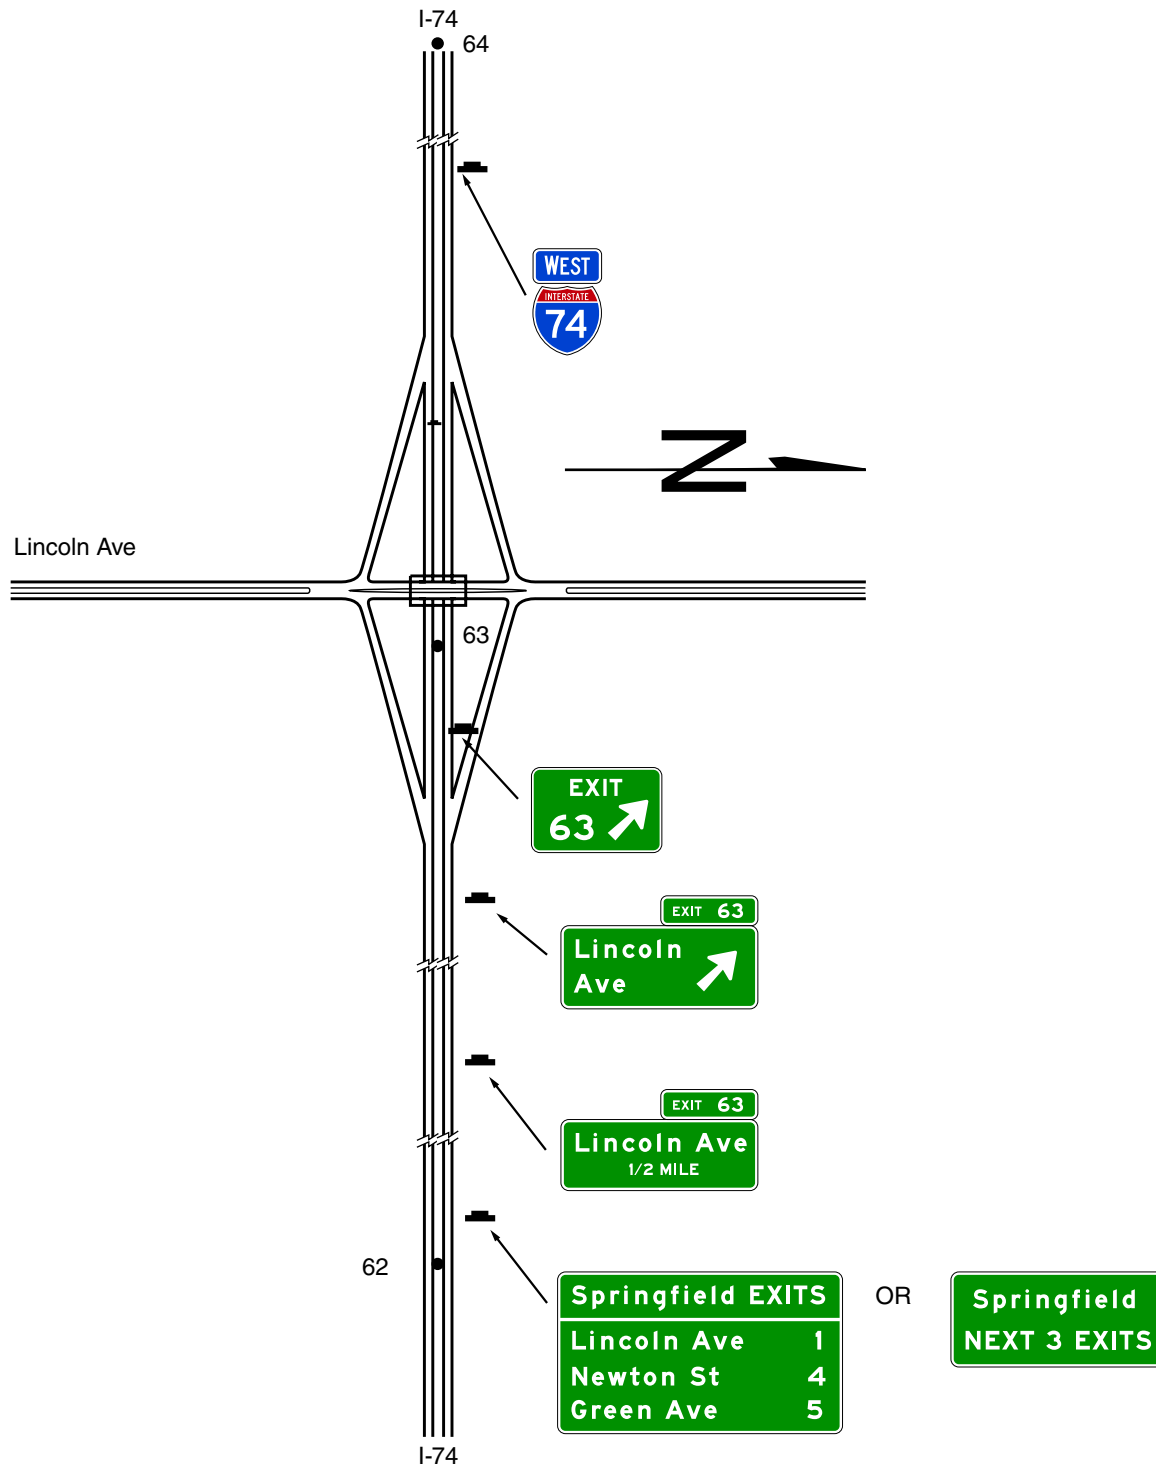 I-74
64
WEST
INTERSTATE
74
N
Lincoln Ave
63
EXIT
63
EXIT 63
Lincoln
Ave
EXIT 63
Lincoln Ave
1/2 MILE
62
Springfield EXITS
Lincoln Ave 1
Newton St 4
Green Ave 5
OR
Springfield
NEXT 3 EXITS
I-74